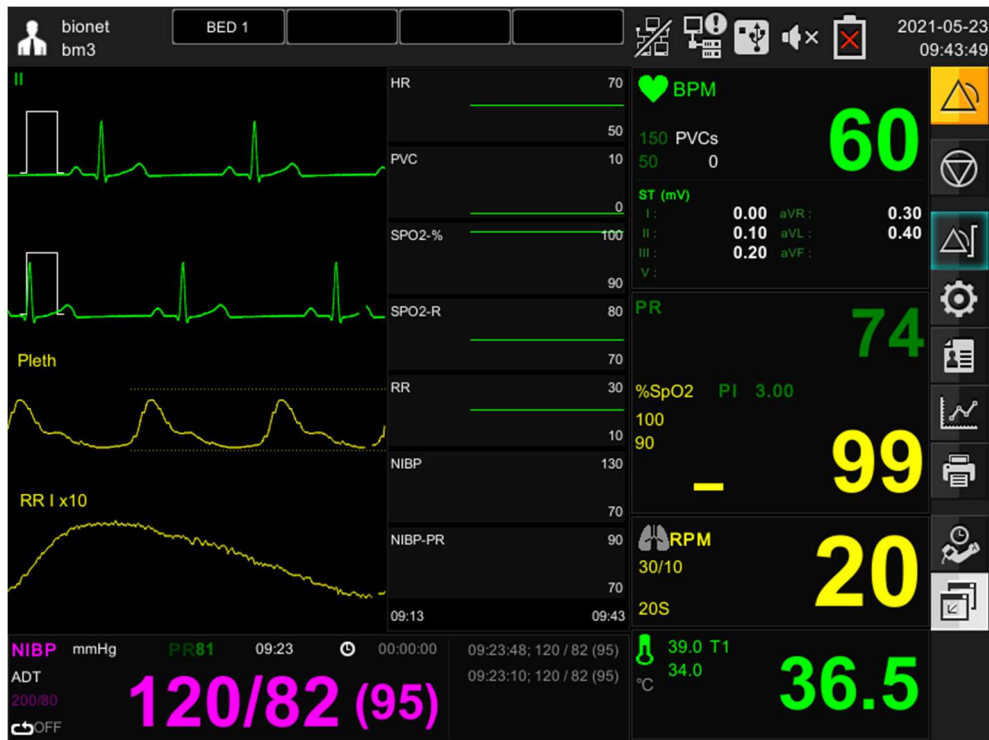 bionet
bm3
BED 1
2021-05-23
09:43:49
II
Pleth
RR I x10
HR 70
50
PVC 10
0
SPO2-% 100
90
SPO2-R 80
70
RR 30
10
NIBP 130
70
NIBP-PR 90
70
09:13 09:43
BPM
150 PVCs
50 0
60
ST (mV)
I : 0.00 aVR : 0.30
II : 0.10 aVL : 0.40
III : 0.20 aVF :
V :
PR
74
%SpO2 PI 3.00
100
90
99
RPM
30/10
20S
20
NIBP mmHg PR81 09:23 00:00:00
ADT
200/80
OFF
120/82 (95)
09:23:48; 120 / 82 (95)
09:23:10; 120 / 82 (95)
39.0 T1
34.0
°C
36.5